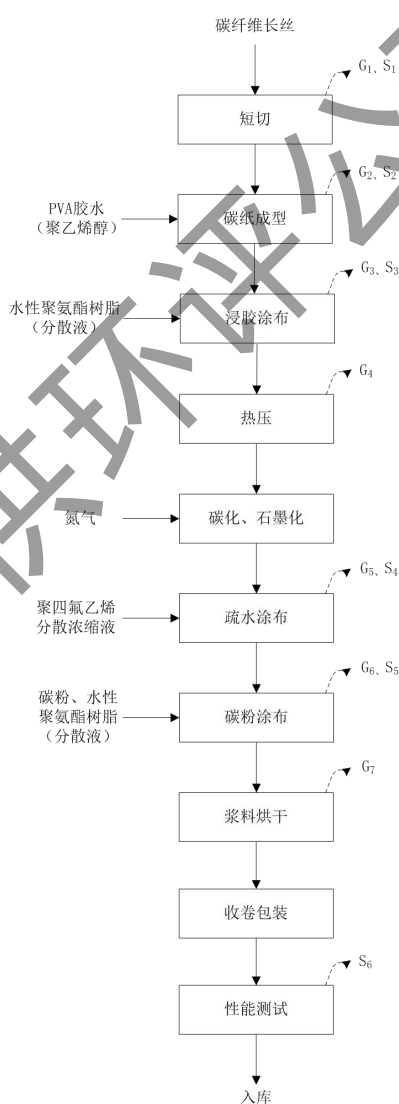 碳纤维长丝
G₁、S₁
短切
G₂、S₂
PVA胶水
（聚乙烯醇）
碳纸成型
G₃、S₃
水性聚氨酯树脂
（分散液）
浸胶涂布
G₄
热压
氮气
碳化、石墨化
G₅、S₄
聚四氟乙烯
分散浓缩液
疏水涂布
G₆、S₅
碳粉、水性
聚氨酯树脂
（分散液）
碳粉涂布
G₇
浆料烘干
收卷包装
S₆
性能测试
入库
供环评公